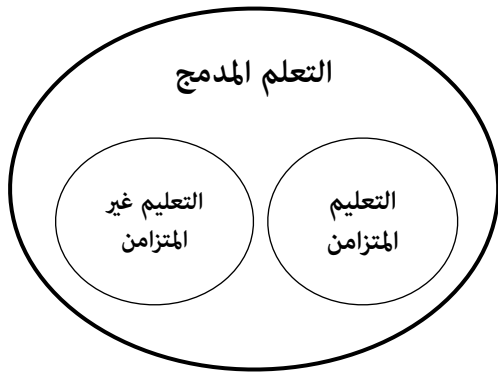 التعلم المدمج
التعليم
المتزامن
التعليم غير
المتزامن